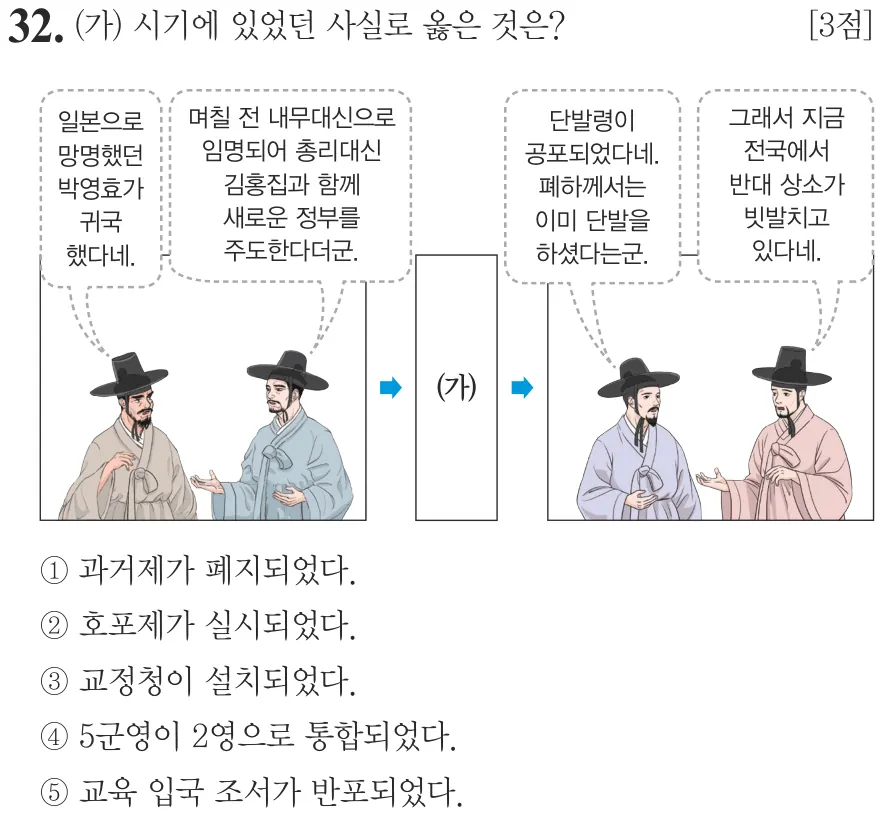 32. (가) 시기에 있었던 사실로 옳은 것은? [3점]
일본으로
망명했던
박영효가
귀국
했다네.
며칠 전 내무대신으로
임명되어 총리대신
김홍집과 함께
새로운 정부를
주도한다더군.
(가)
단발령이
공포되었다네.
폐하께서는
이미 단발을
하셨다는군.
그래서 지금
전국에서
반대 상소가
빗발치고
있다네.
① 과거제가 폐지되었다.
② 호포제가 실시되었다.
③ 교정청이 설치되었다.
④ 5군영이 2영으로 통합되었다.
⑤ 교육 입국 조서가 반포되었다.